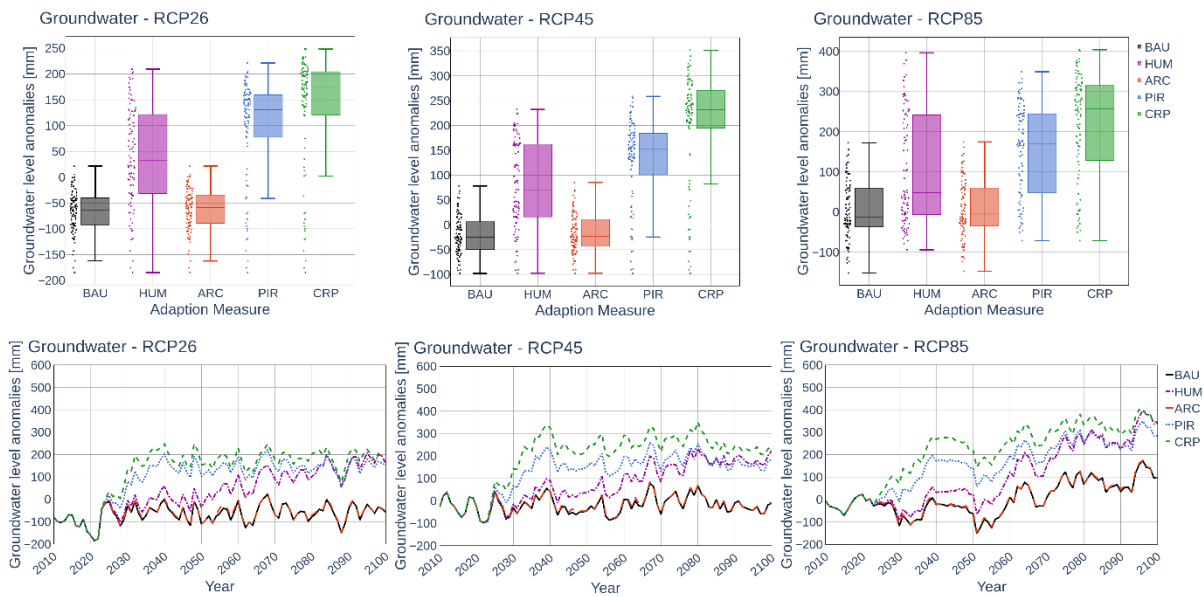 Groundwater - RCP26
Groundwater level anomalies [mm]
250
200
150
100
50
0
−50
−100
−150
−200
BAU HUM ARC PIR CRP
Adaption Measure
Groundwater - RCP45
Groundwater level anomalies [mm]
350
300
250
200
150
100
50
0
−50
−100
BAU HUM ARC PIR CRP
Adaption Measure
Groundwater - RCP85
Groundwater level anomalies [mm]
400
300
200
100
0
−100
BAU HUM ARC PIR CRP
Adaption Measure
BAU
HUM
ARC
PIR
CRP
Groundwater - RCP26
Groundwater level anomalies [mm]
600
500
400
300
200
100
0
−100
−200
2010 2020 2030 2040 2050 2060 2070 2080 2090 2100
Year
Groundwater - RCP45
Groundwater level anomalies [mm]
600
500
400
300
200
100
0
−100
−200
2010 2020 2030 2040 2050 2060 2070 2080 2090 2100
Year
Groundwater - RCP85
Groundwater level anomalies [mm]
600
500
400
300
200
100
0
−100
−200
2010 2020 2030 2040 2050 2060 2070 2080 2090 2100
Year
BAU
HUM
ARC
PIR
CRP